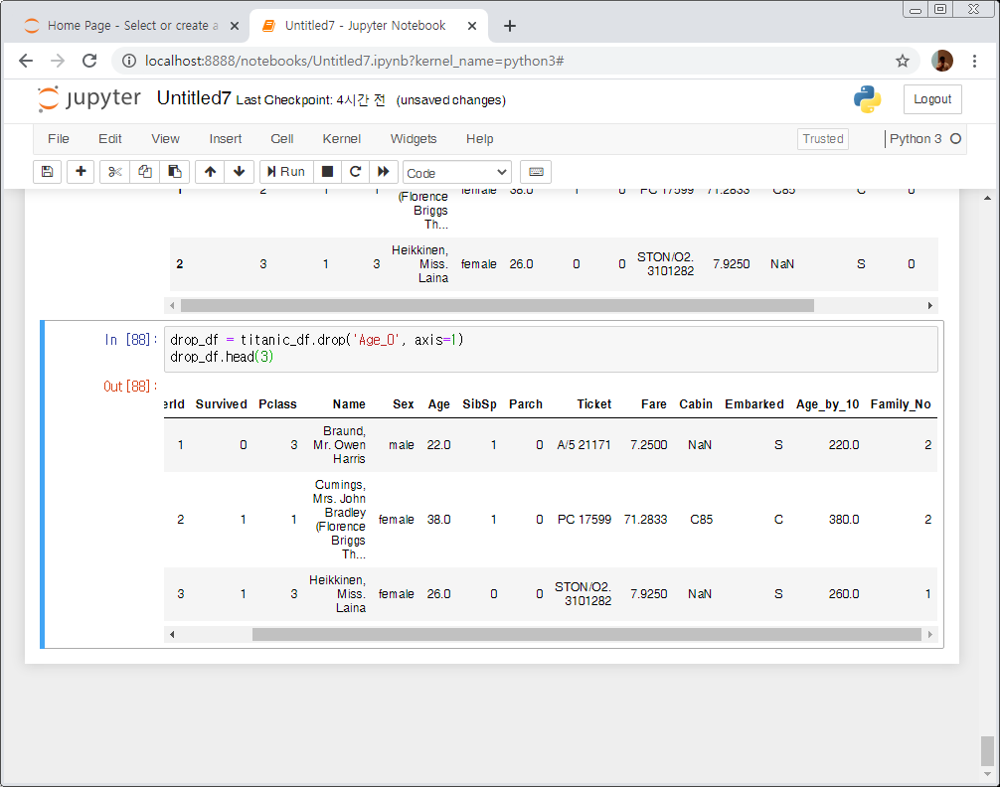 Home Page - Select or create a
Untitled7 - Jupyter Notebook
localhost:8888/notebooks/Untitled7.ipynb?kernel_name=python3#
jupyter Untitled7 Last Checkpoint: 4시간 전 (unsaved changes)
Logout
File Edit View Insert Cell Kernel Widgets Help Trusted Python 3
Run Code
1 2 1 1 female 38.0 1 0 PC 17599 71.2833 C85 C 0
(Florence
Briggs
Th...
2 3 1 3 Heikkinen, Miss. Laina female 26.0 0 0 STON/O2. 3101282 7.9250 NaN S 0
In [88]: drop_df = titanic_df.drop('Age_0', axis=1)
drop_df.head(3)
Out[88]:
erId Survived Pclass Name Sex Age SibSp Parch Ticket Fare Cabin Embarked Age_by_10 Family_No
1 0 3 Braund, Mr. Owen Harris male 22.0 1 0 A/5 21171 7.2500 NaN S 220.0 2
2 1 1 Cumings, Mrs. John Bradley (Florence Briggs Th... female 38.0 1 0 PC 17599 71.2833 C85 C 380.0 2
3 1 3 Heikkinen, Miss. Laina female 26.0 0 0 STON/O2. 3101282 7.9250 NaN S 260.0 1